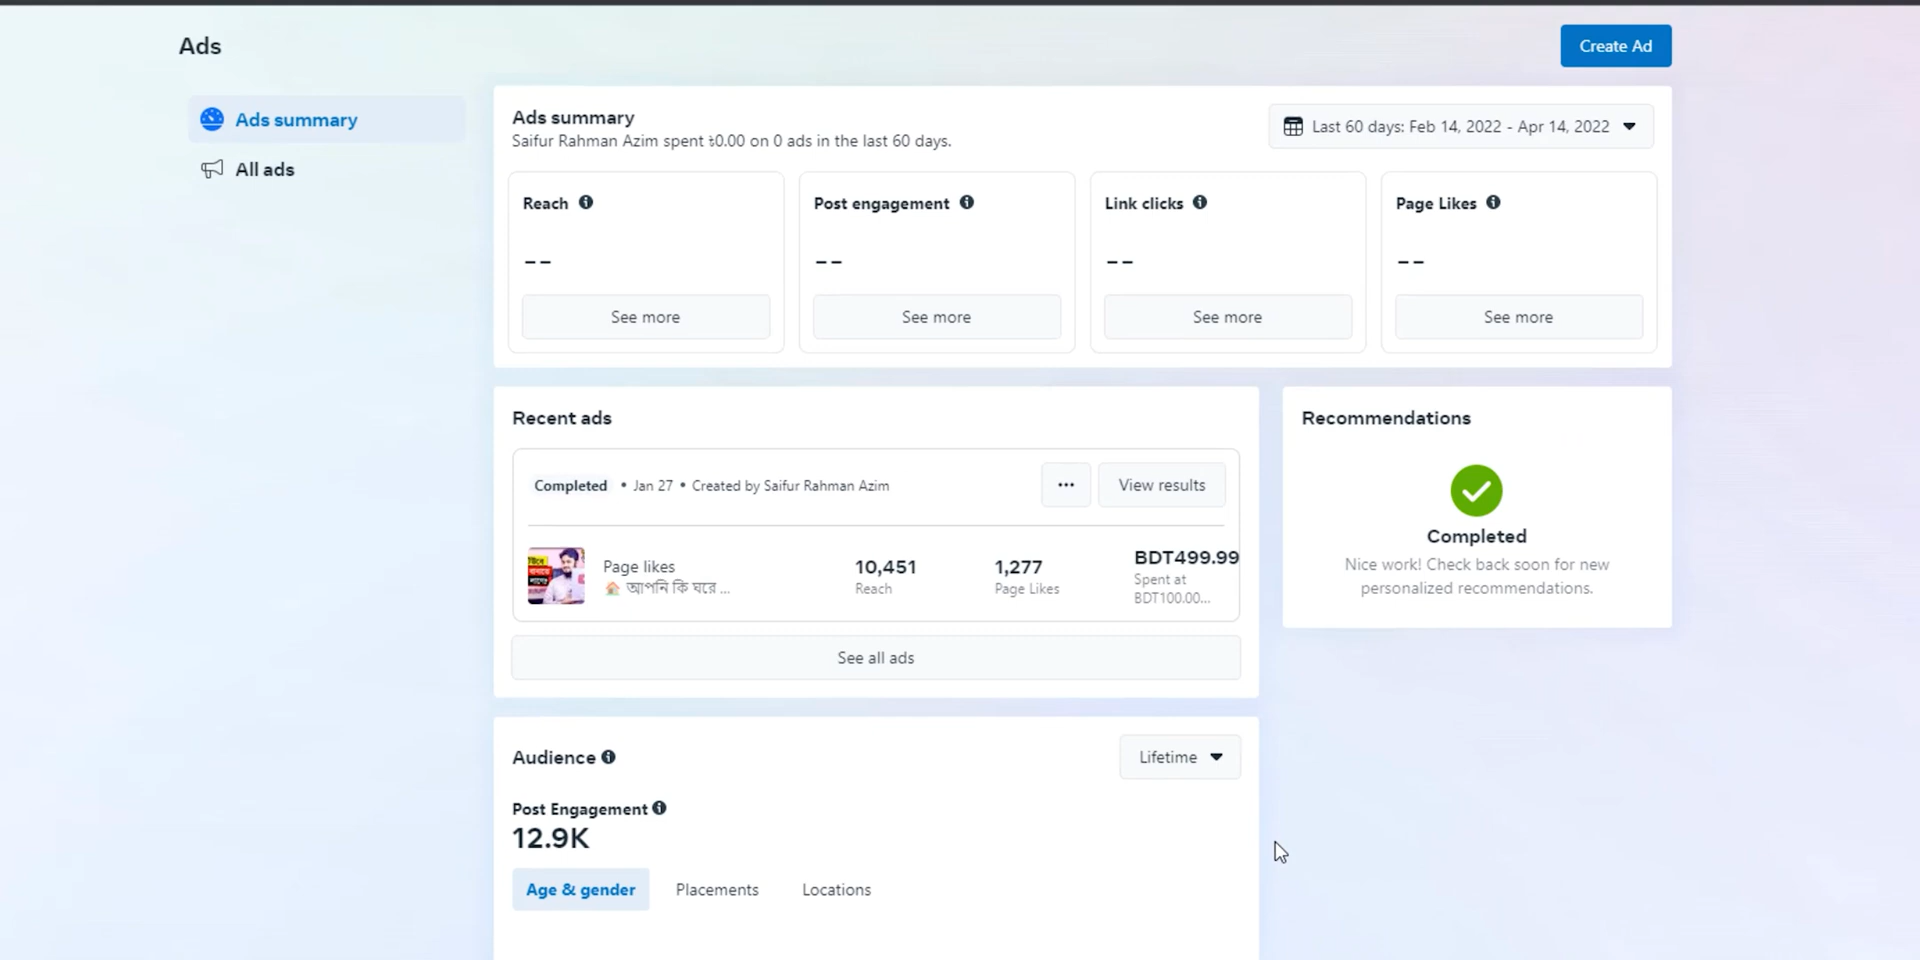 Ads
Create Ad
Ads summary
All ads
Ads summary
Saifur Rahman Azim spent ৳0.00 on 0 ads in the last 60 days.
Last 60 days: Feb 14, 2022 - Apr 14, 2022
Reach
--
See more
Post engagement
--
See more
Link clicks
--
See more
Page Likes
--
See more
Recent ads
Completed • Jan 27 • Created by Saifur Rahman Azim
...
View results
Page likes
আপনি কি ঘরে ...
10,451
Reach
1,277
Page Likes
BDT499.99
Spent at
BDT100.00...
See all ads
Recommendations
Completed
Nice work! Check back soon for new
personalized recommendations.
Audience
Lifetime
Post Engagement
12.9K
Age & gender
Placements
Locations